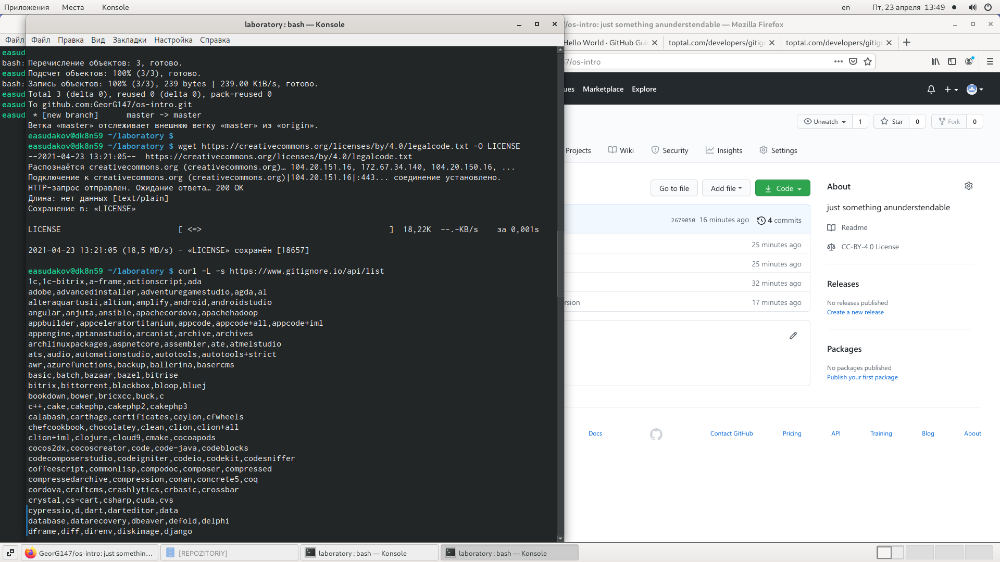 Приложения Места Konsole en Пт, 23 апреля 13:49
laboratory : bash — Konsole
/os-intro: just something anunderstendable — Mozilla Firefox
Файл Файл Правка Вид Закладки Настройка Справка
Hello World · GitHub Gui toptal.com/developers/gitig toptal.com/developers/gitig
7/os-intro
easud
bash:
easud
bash:
easud
easud
easud
Перечисление объектов: 3, готово.
Подсчет объектов: 100% (3/3), готово.
Запись объектов: 100% (3/3), 239 bytes | 239.00 KiB/s, готово.
Total 3 (delta 0), reused 0 (delta 0), pack-reused 0
To github.com:GeorG147/os-intro.git
* [new branch] master -> master
Ветка «master» отслеживает внешнюю ветку «master» из «origin».
easudakov@dk8n59 ~/laboratory $
easudakov@dk8n59 ~/laboratory $ wget https://creativecommons.org/licenses/by/4.0/legalcode.txt -O LICENSE
--2021-04-23 13:21:05-- https://creativecommons.org/licenses/by/4.0/legalcode.txt
Распознаётся creativecommons.org (creativecommons.org)… 104.20.151.16, 172.67.34.140, 104.20.150.16, ...
Подключение к creativecommons.org (creativecommons.org)|104.20.151.16|:443... соединение установлено.
HTTP-запрос отправлен. Ожидание ответа… 200 OK
Длина: нет данных [text/plain]
Сохранение в: «LICENSE»
LICENSE [ <=> ] 18,22K --.-KB/s за 0,001s
2021-04-23 13:21:05 (18,5 MB/s) - «LICENSE» сохранён [18657]
easudakov@dk8n59 ~/laboratory $ curl -L -s https://www.gitignore.io/api/list
1c,1c-bitrix,a-frame,actionscript,ada
adobe,advancedinstaller,adventuregamestudio,agda,al
alteraquartusii,altium,amplify,android,androidstudio
angular,anjuta,ansible,apachecordova,apachehadoop
appbuilder,appceleratortitanium,appcode,appcode+all,appcode+iml
appengine,aptanastudio,arcanist,archive,archives
archlinuxpackages,aspnetcore,assembler,ate,atmelstudio
ats,audio,automationstudio,autotools,autotools+strict
awr,azurefunctions,backup,ballerina,basercms
basic,batch,bazaar,bazel,bitrise
bitrix,bittorrent,blackbox,bloop,bluej
bookdown,bower,bricxcc,buck,c
c++,cake,cakephp,cakephp2,cakephp3
calabash,carthage,certificates,ceylon,cfwheels
chefcookbook,chocolatey,clean,clion,clion+all
clion+iml,clojure,cloud9,cmake,cocoapods
cocos2dx,cocoscreator,code,code-java,codeblocks
codecomposerstudio,codeigniter,codeio,codekit,codesniffer
coffeescript,commonlisp,compodoc,composer,compressed
compressedarchive,compression,conan,concrete5,coq
cordova,craftcms,crashlytics,crbasic,crossbar
crystal,cs-cart,csharp,cuda,cvs
cypressio,d,dart,darteditor,data
database,datarecovery,dbeaver,defold,delphi
dframe,diff,direnv,diskimage,django
ues Marketplace Explore
Unwatch 1 Star 0 Fork 0
Projects Wiki Security Insights Settings
Go to file Add file Code
2679050 16 minutes ago 4 commits
25 minutes ago
25 minutes ago
32 minutes ago
rsion 17 minutes ago
About
just something anunderstendable
Readme
CC-BY-4.0 License
Releases
No releases published
Create a new release
Packages
No packages published
Publish your first package
Docs Contact GitHub Pricing API Training Blog About
GeorG147/os-intro: just somethin… [REPOZITORIY] laboratory : bash — Konsole laboratory : bash — Konsole